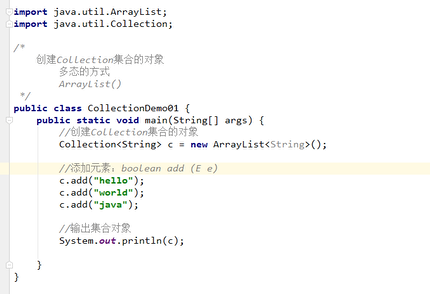 import java.util.ArrayList;
import java.util.Collection;
/*
创建Collection集合的对象
多态的方式
ArrayList()
*/
public class CollectionDemo01 {
public static void main(String[] args) {
//创建Collection集合的对象
Collection<String> c = new ArrayList<String>();
//添加元素：boolean add (E e)
c.add("hello");
c.add("world");
c.add("java");
//输出集合对象
System.out.println(c);
}
}